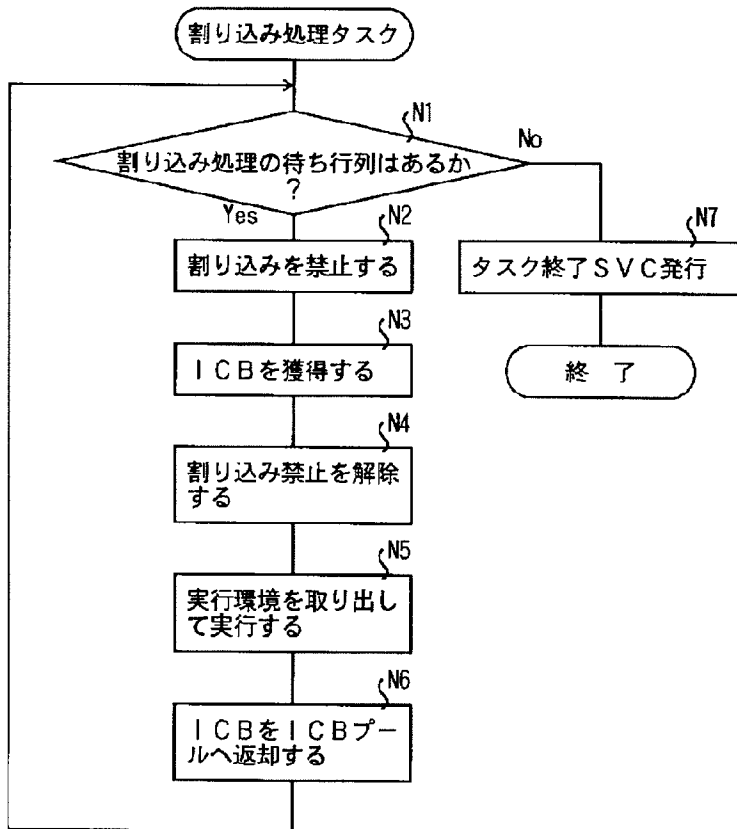 割り込み処理タスク
N1
割り込み処理の待ち行列はあるか
?
No
Yes
N2
割り込みを禁止する
N7
タスク終了SVC発行
N3
ICBを獲得する
終 了
N4
割り込み禁止を解除
する
N5
実行環境を取り出し
て実行する
N6
ICBをICBプー
ルへ返却する